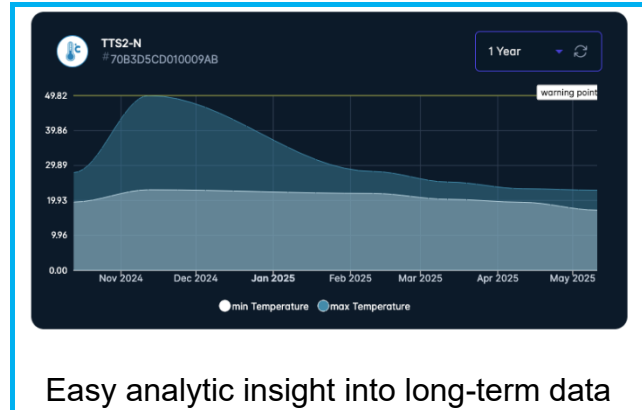 TTS2-N
#70B3D5CD010009AB
1 Year
warning point
49.82
39.86
29.89
19.93
9.96
0.00
Nov 2024 Dec 2024 Jan 2025 Feb 2025 Mar 2025 Apr 2025 May 2025
min Temperature max Temperature
Easy analytic insight into long-term data